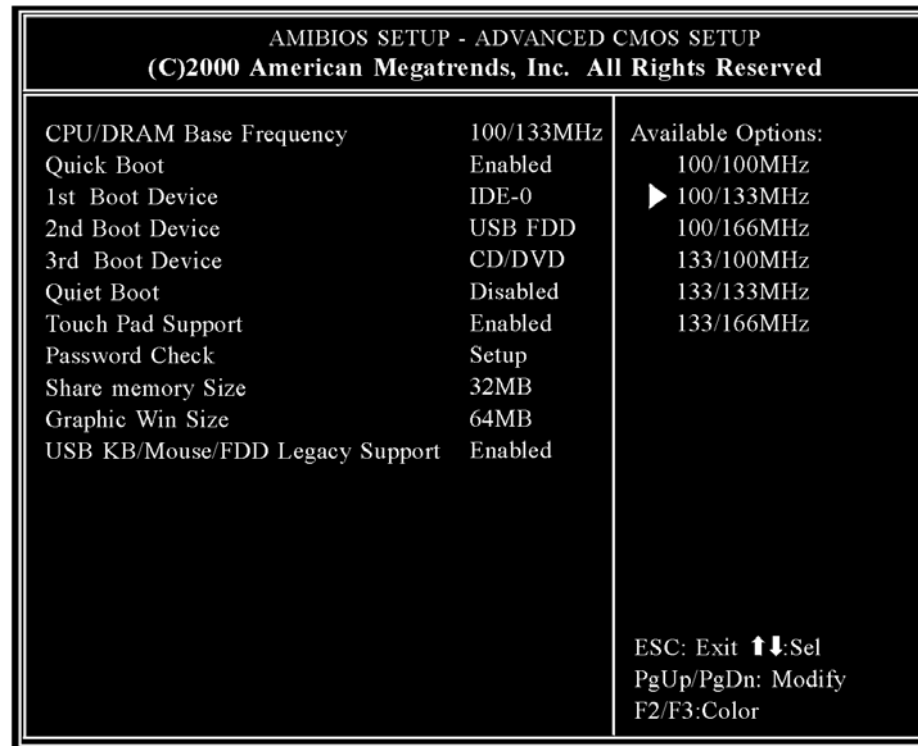 AMIBIOS SETUP - ADVANCED CMOS SETUP
(C)2000 American Megatrends, Inc. All Rights Reserved
CPU/DRAM Base Frequency 100/133MHz
Quick Boot Enabled
1st Boot Device IDE-0
2nd Boot Device USB FDD
3rd Boot Device CD/DVD
Quiet Boot Disabled
Touch Pad Support Enabled
Password Check Setup
Share memory Size 32MB
Graphic Win Size 64MB
USB KB/Mouse/FDD Legacy Support Enabled
Available Options:
100/100MHz
▶ 100/133MHz
100/166MHz
133/100MHz
133/133MHz
133/166MHz
ESC: Exit ⬆⬇:Sel
PgUp/PgDn: Modify
F2/F3:Color